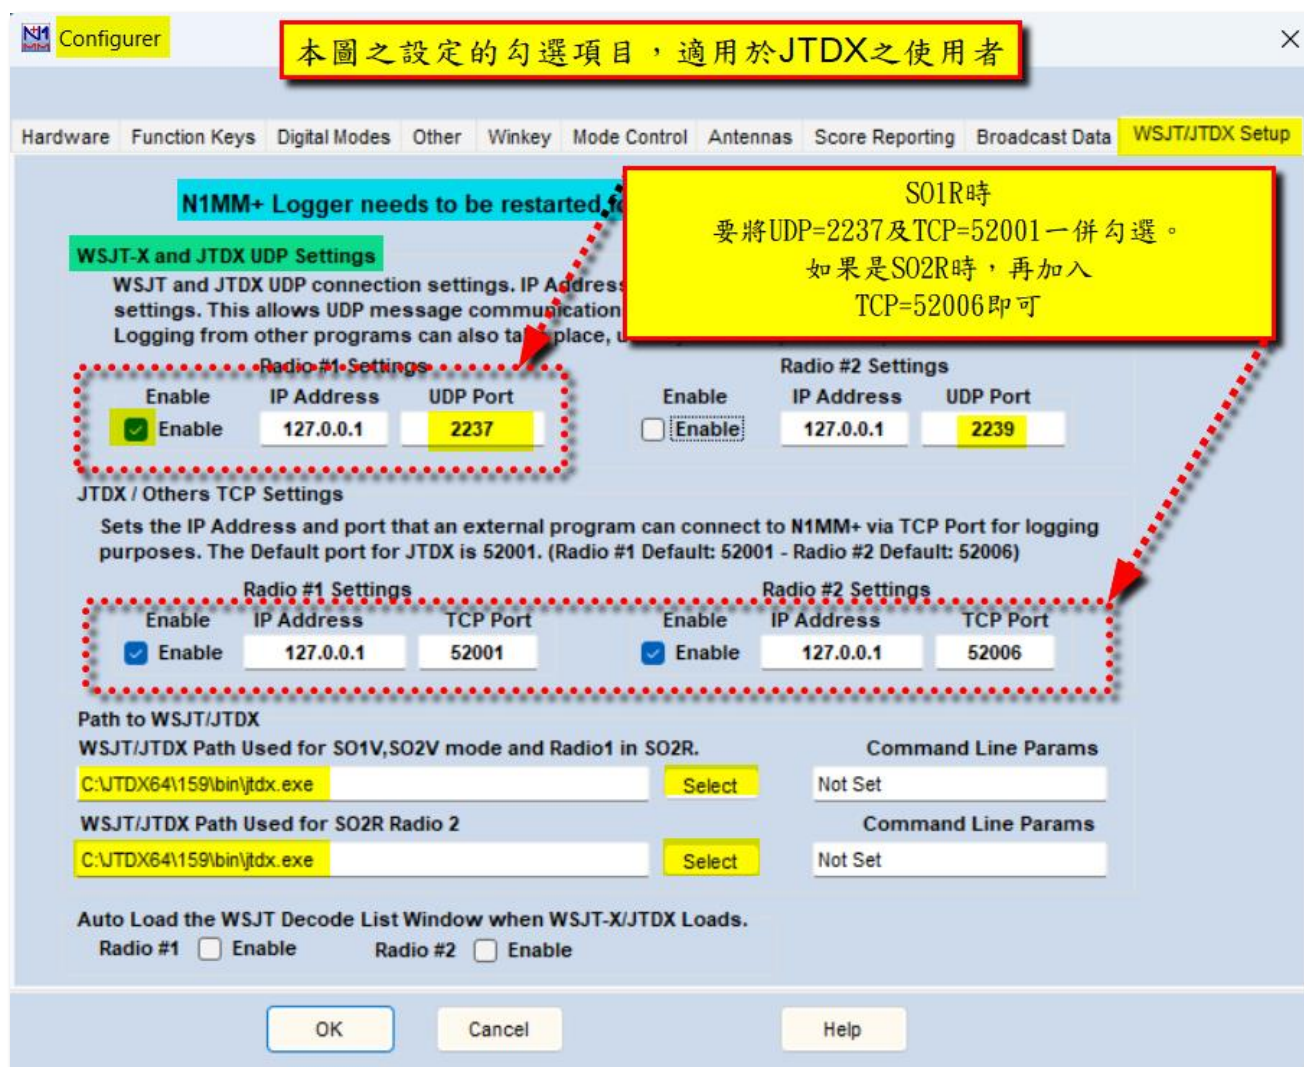 N1
MM
Configurer
本圖之設定的勾選項目，適用於JTDX之使用者
Hardware Function Keys Digital Modes Other Winkey Mode Control Antennas Score Reporting Broadcast Data WSJT/JTDX Setup
N1MM+ Logger needs to be restarted
SO1R時
要將UDP=2237及TCP=52001一併勾選。
如果是SO2R時，再加入
TCP=52006即可
WSJT-X and JTDX UDP Settings
WSJT and JTDX UDP connection settings. IP Address
settings. This allows UDP message communication
Logging from other programs can also take place,
Radio #1 Settings Radio #2 Settings
Enable IP Address UDP Port Enable IP Address UDP Port
Enable 127.0.0.1 2237 Enable 127.0.0.1 2239
JTDX / Others TCP Settings
Sets the IP Address and port that an external program can connect to N1MM+ via TCP Port for logging
purposes. The Default port for JTDX is 52001. (Radio #1 Default: 52001 - Radio #2 Default: 52006)
Radio #1 Settings Radio #2 Settings
Enable IP Address TCP Port Enable IP Address TCP Port
Enable 127.0.0.1 52001 Enable 127.0.0.1 52006
Path to WSJT/JTDX
WSJT/JTDX Path Used for SO1V,SO2V mode and Radio1 in SO2R. Command Line Params
C:\JTDX64\159\bin\jtdx.exe Select Not Set
WSJT/JTDX Path Used for SO2R Radio 2 Command Line Params
C:\JTDX64\159\bin\jtdx.exe Select Not Set
Auto Load the WSJT Decode List Window when WSJT-X/JTDX Loads.
Radio #1 Enable Radio #2 Enable
OK Cancel Help